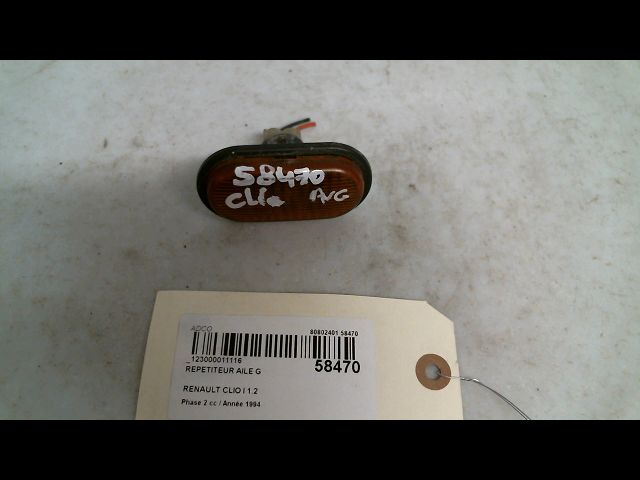 58470
Clio AVG
ADCO
80802401 58470
_123000011116
58470
REPETITEUR AILE G
RENAULT CLIO I 1.2
Phase 2 cc / Année 1994